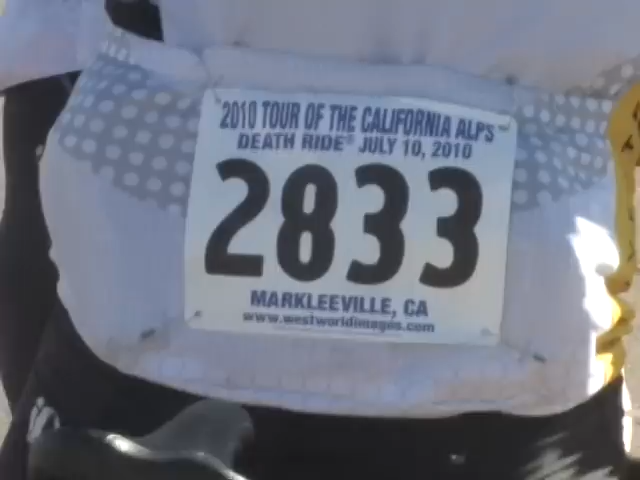 2010 TOUR OF THE CALIFORNIA ALPS
DEATH RIDE® JULY 10, 2010
2833
MARKLEEVILLE, CA
www.westworldimages.com